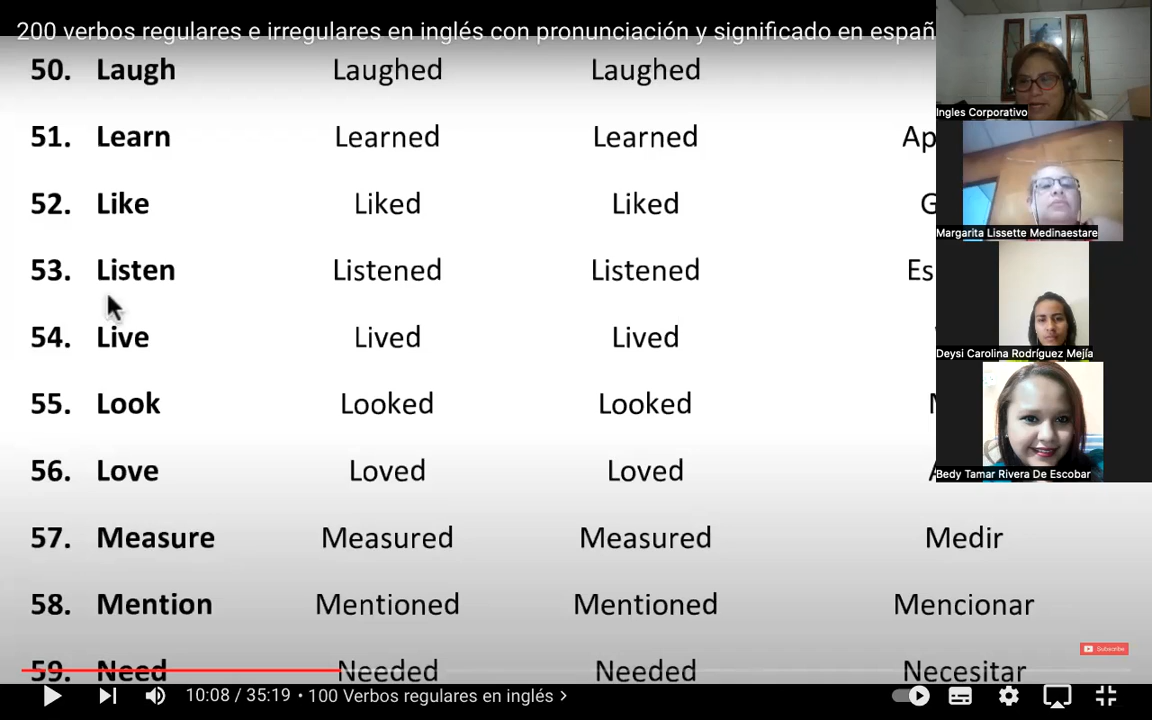 200 verbos regulares e irregulares en inglés con pronunciación y significado en españ
50. Laugh Laughed Laughed
51. Learn Learned Learned Ap
52. Like Liked Liked G
53. Listen Listened Listened Es
54. Live Lived Lived
55. Look Looked Looked
56. Love Loved Loved
57. Measure Measured Measured Medir
58. Mention Mentioned Mentioned Mencionar
59. Need Needed Needed Necesitar
Ingles Corporativo
Margarita Lissette Medinaestare
Deysi Carolina Rodríguez Mejía
Bedy Tamar Rivera De Escobar
Subscribe
10:08 / 35:19 • 100 Verbos regulares en inglés >